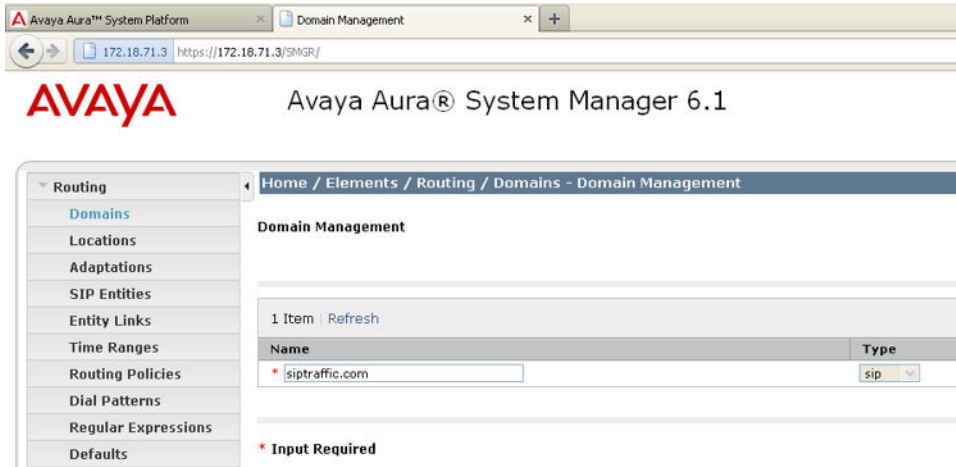 Avaya Aura™ System Platform
Domain Management
172.18.71.3 https://172.18.71.3/SMGR/
AVAYA
Avaya Aura® System Manager 6.1
Routing
Domains
Locations
Adaptations
SIP Entities
Entity Links
Time Ranges
Routing Policies
Dial Patterns
Regular Expressions
Defaults
Home / Elements / Routing / Domains - Domain Management
Domain Management
1 Item | Refresh
Name Type
* siptraffic.com sip
* Input Required